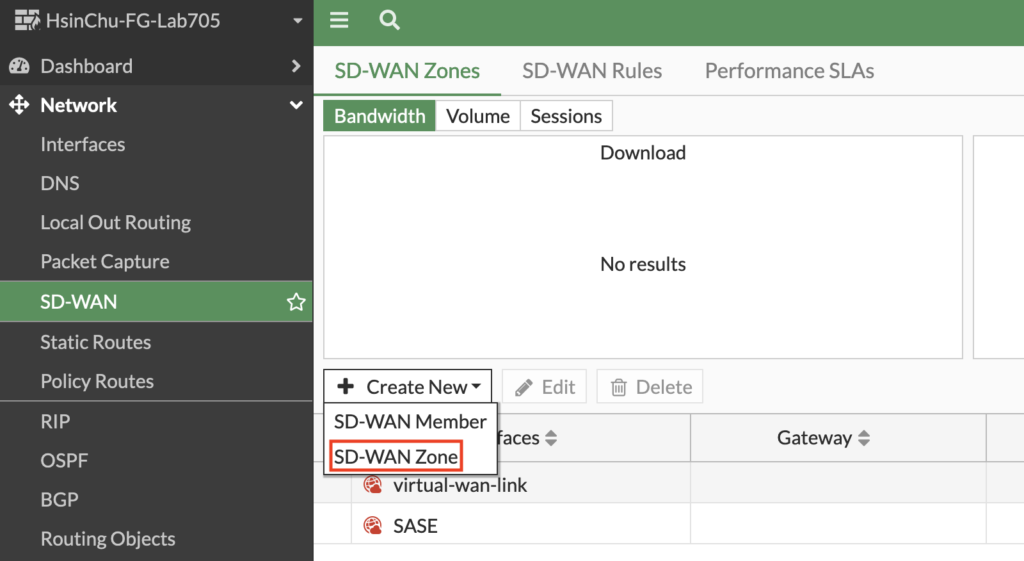 HsinChu-FG-Lab705
Dashboard
Network
Interfaces
DNS
Local Out Routing
Packet Capture
SD-WAN
Static Routes
Policy Routes
RIP
OSPF
BGP
Routing Objects
SD-WAN Zones SD-WAN Rules Performance SLAs
Bandwidth Volume Sessions
Download
No results
Create New Edit Delete
SD-WAN Member
SD-WAN Zone
faces Gateway
virtual-wan-link
SASE